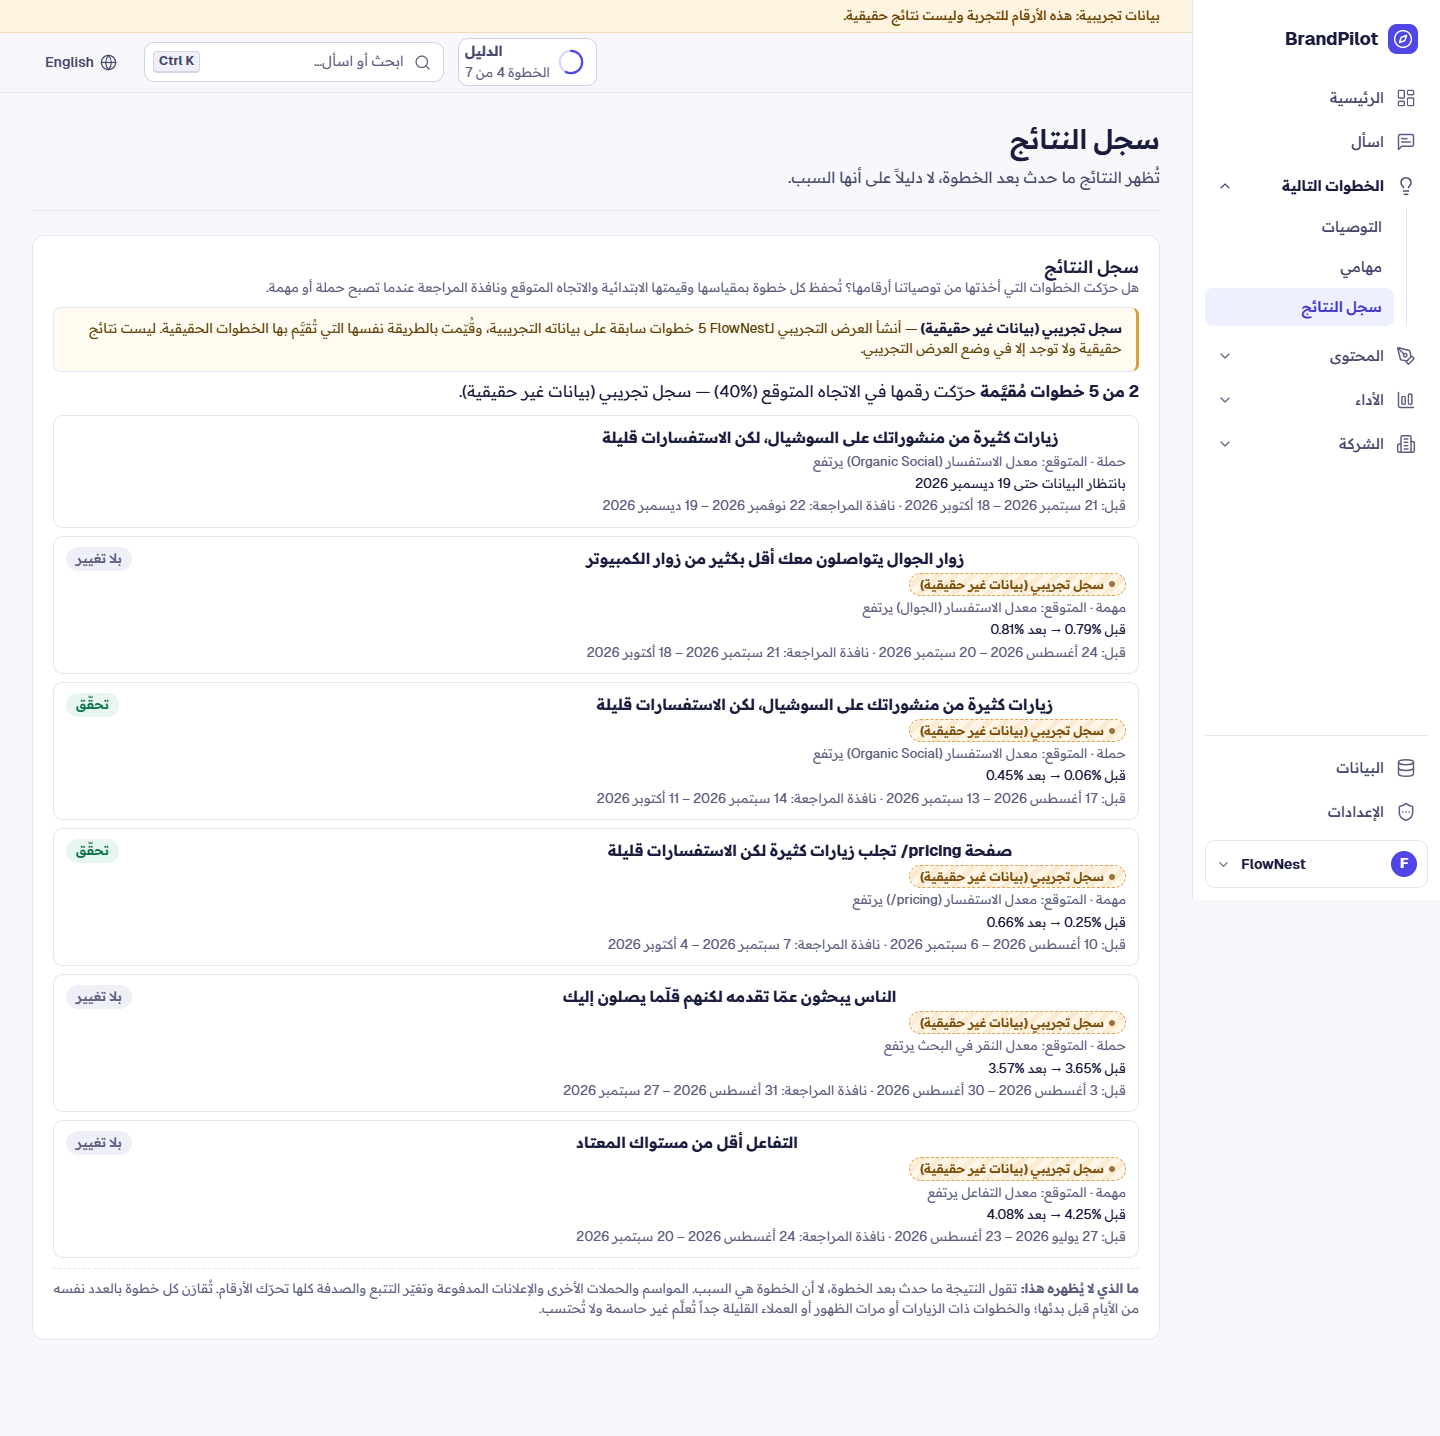 بيانات تجريبية: هذه الأرقام للتجربة وليست نتائج حقيقية.
BrandPilot
الرئيسية
اسأل
الخطوات التالية
التوصيات
مهامي
سجل النتائج
المحتوى
الأداء
الشركة
البيانات
الإعدادات
F FlowNest
الدليل
الخطوة 4 من 7
ابحث أو اسأل...
Ctrl K
English
سجل النتائج
تُظهر النتائج ما حدث بعد الخطوة، لا دليلاً على أنها السبب.
سجل النتائج
هل حرّكت الخطوات التي أخذتها من توصياتنا أرقامها؟ تُحفظ كل خطوة بمقياسها وقيمتها الابتدائية والاتجاه المتوقع ونافذة المراجعة عندما تصبح حملة أو مهمة.
سجل تجريبي (بيانات غير حقيقية) — أنشأ العرض التجريبي لـFlowNest 5 خطوات سابقة على بياناته التجريبية، وقُيّمت بالطريقة نفسها التي تُقيَّم بها الخطوات الحقيقية. ليست نتائج
حقيقية ولا توجد إلا في وضع العرض التجريبي.
2 من 5 خطوات مُقيَّمة حرّكت رقمها في الاتجاه المتوقع (40%) — سجل تجريبي (بيانات غير حقيقية).
زيارات كثيرة من منشوراتك على السوشيال، لكن الاستفسارات قليلة
حملة · المتوقع: معدل الاستفسار (Organic Social) يرتفع
بانتظار البيانات حتى 19 ديسمبر 2026
قبل: 21 سبتمبر 2026 – 18 أكتوبر 2026 · نافذة المراجعة: 22 نوفمبر 2026 – 19 ديسمبر 2026
زوار الجوال يتواصلون معك أقل بكثير من زوار الكمبيوتر
بلا تغيير
سجل تجريبي (بيانات غير حقيقية)
مهمة · المتوقع: معدل الاستفسار (الجوال) يرتفع
قبل 0.79% → بعد 0.81%
قبل: 24 أغسطس 2026 – 20 سبتمبر 2026 · نافذة المراجعة: 21 سبتمبر 2026 – 18 أكتوبر 2026
زيارات كثيرة من منشوراتك على السوشيال، لكن الاستفسارات قليلة
تحقّق
سجل تجريبي (بيانات غير حقيقية)
حملة · المتوقع: معدل الاستفسار (Organic Social) يرتفع
قبل 0.06% → بعد 0.45%
قبل: 17 أغسطس 2026 – 13 سبتمبر 2026 · نافذة المراجعة: 14 سبتمبر 2026 – 11 أكتوبر 2026
صفحة pricing/ تجلب زيارات كثيرة لكن الاستفسارات قليلة
تحقّق
سجل تجريبي (بيانات غير حقيقية)
مهمة · المتوقع: معدل الاستفسار (pricing/) يرتفع
قبل 0.25% → بعد 0.66%
قبل: 10 أغسطس 2026 – 6 سبتمبر 2026 · نافذة المراجعة: 7 سبتمبر 2026 – 4 أكتوبر 2026
الناس يبحثون عمّا تقدمه لكنهم قلّما يصلون إليك
بلا تغيير
سجل تجريبي (بيانات غير حقيقية)
حملة · المتوقع: معدل النقر في البحث يرتفع
قبل 3.65% → بعد 3.57%
قبل: 3 أغسطس 2026 – 30 أغسطس 2026 · نافذة المراجعة: 31 أغسطس 2026 – 27 سبتمبر 2026
التفاعل أقل من مستواك المعتاد
بلا تغيير
سجل تجريبي (بيانات غير حقيقية)
مهمة · المتوقع: معدل التفاعل يرتفع
قبل 4.25% → بعد 4.08%
قبل: 27 يوليو 2026 – 23 أغسطس 2026 · نافذة المراجعة: 24 أغسطس 2026 – 20 سبتمبر 2026
ما الذي لا يُظهره هذا: تقول النتيجة ما حدث بعد الخطوة، لا أن الخطوة هي السبب. المواسم والحملات الأخرى والإعلانات المدفوعة وتغيّر التتبع والصدفة كلها تحرّك الأرقام. تُقارَن كل خطوة بالعدد نفسه
من الأيام قبل بدئها؛ والخطوات ذات الزيارات أو مرات الظهور أو العملاء القليلة جداً تُعلَّم غير حاسمة ولا تُحتسب.